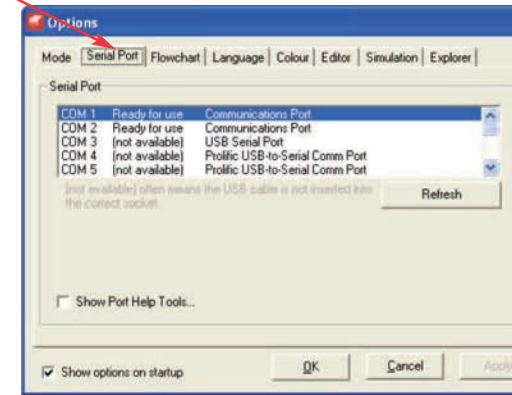 Options
Mode Serial Port Flowchart Language Colour Editor Simulation Explorer
Serial Port
COM 1 Ready for use Communications Port
COM 2 Ready for use Communications Port
COM 3 (not available) USB Serial Port
COM 4 (not available) Prolific USB-to-Serial Comm Port
COM 5 (not available) Prolific USB-to-Serial Comm Port
(not available) often means the USB cable is not inserted into
the correct socket
Refresh
Show Port Help Tools...
Show options on startup
OK
Cancel
Apply